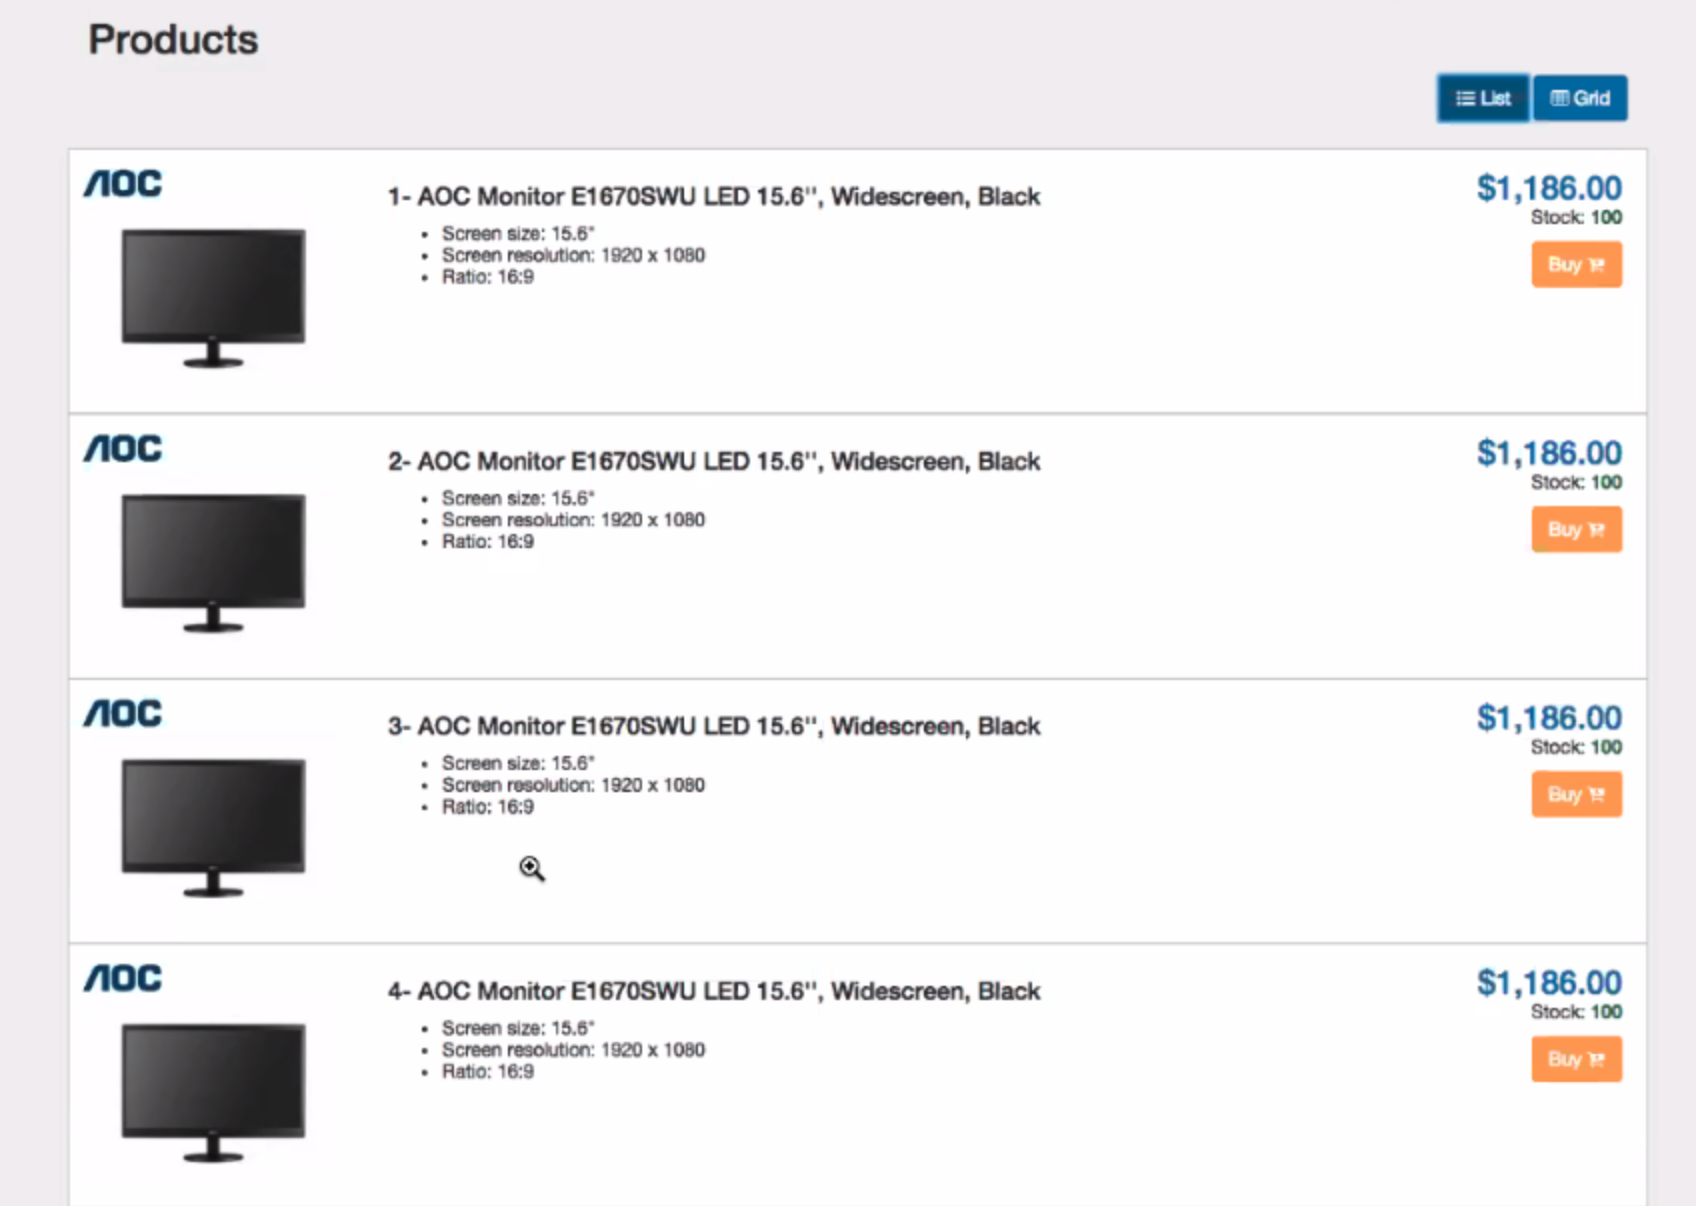 Products
List Grid
AOC
1- AOC Monitor E1670SWU LED 15.6'', Widescreen, Black
Screen size: 15.6"
Screen resolution: 1920 x 1080
Ratio: 16:9
$1,186.00
Stock: 100
Buy
AOC
2- AOC Monitor E1670SWU LED 15.6'', Widescreen, Black
Screen size: 15.6"
Screen resolution: 1920 x 1080
Ratio: 16:9
$1,186.00
Stock: 100
Buy
AOC
3- AOC Monitor E1670SWU LED 15.6'', Widescreen, Black
Screen size: 15.6"
Screen resolution: 1920 x 1080
Ratio: 16:9
$1,186.00
Stock: 100
Buy
AOC
4- AOC Monitor E1670SWU LED 15.6'', Widescreen, Black
Screen size: 15.6"
Screen resolution: 1920 x 1080
Ratio: 16:9
$1,186.00
Stock: 100
Buy